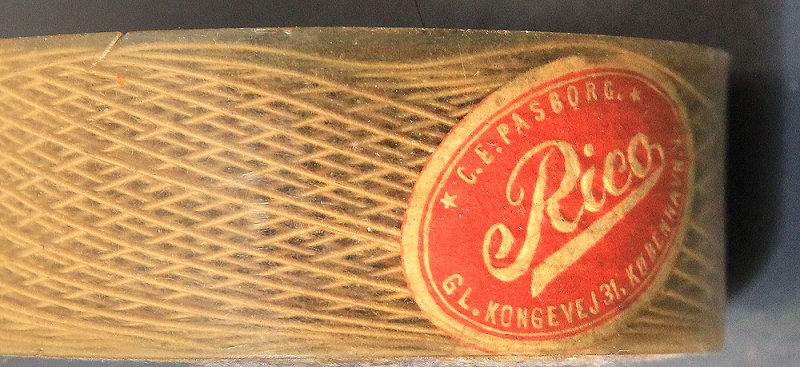 ★ C.E. PASBORG. ★
Rico
GL. KONGEVEJ 31, KØBENHAVN